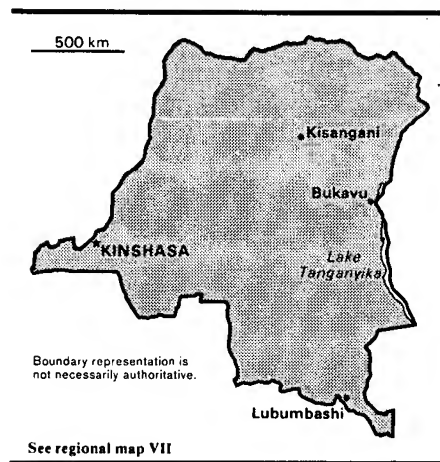 500 km
Kisangani
Bukavu
KINSHASA
Lake
Tanganyika
Boundary representation is
not necessarily authoritative.
Lubumbashi
See regional map VII